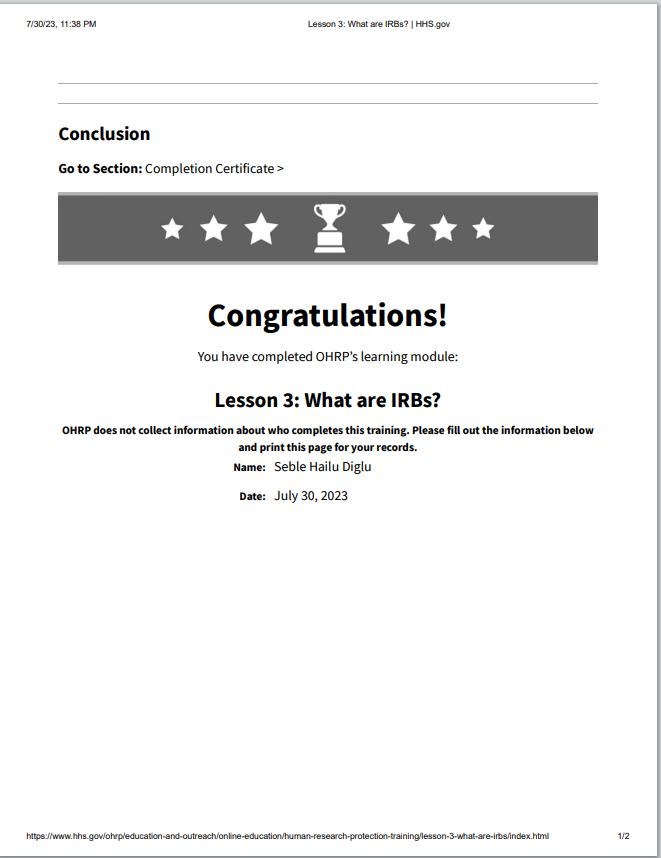 7/30/23, 11:38 PM Lesson 3: What are IRBs? | HHS.gov
Conclusion
Go to Section: Completion Certificate >
Congratulations!
You have completed OHRP’s learning module:
Lesson 3: What are IRBs?
OHRP does not collect information about who completes this training. Please fill out the information below
and print this page for your records.
Name: Seble Hailu Diglu
Date: July 30, 2023
https://www.hhs.gov/ohrp/education-and-outreach/online-education/human-research-protection-training/lesson-3-what-are-irbs/index.html 1/2